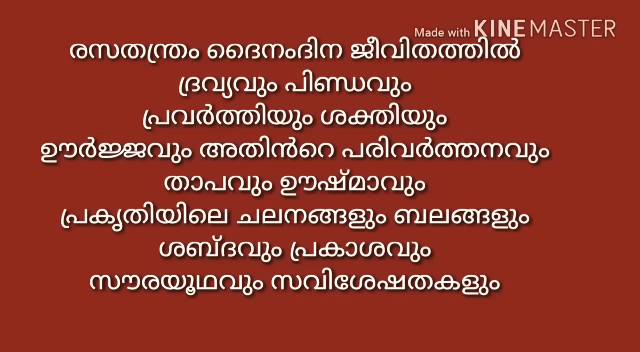 Made with KINEMASTER
രസതന്ത്രം ദൈനംദിന ജീവിതത്തിൽ
ദ്രവ്യവും പിണ്ഡവും
പ്രവർത്തിയും ശക്തിയും
ഊർജ്ജവും അതിൻറെ പരിവർത്തനവും
താപവും ഊഷ്മാവും
പ്രകൃതിയിലെ ചലനങ്ങളും ബലങ്ങളും
ശബ്ദവും പ്രകാശവും
സൗരയൂഥവും സവിശേഷതകളും